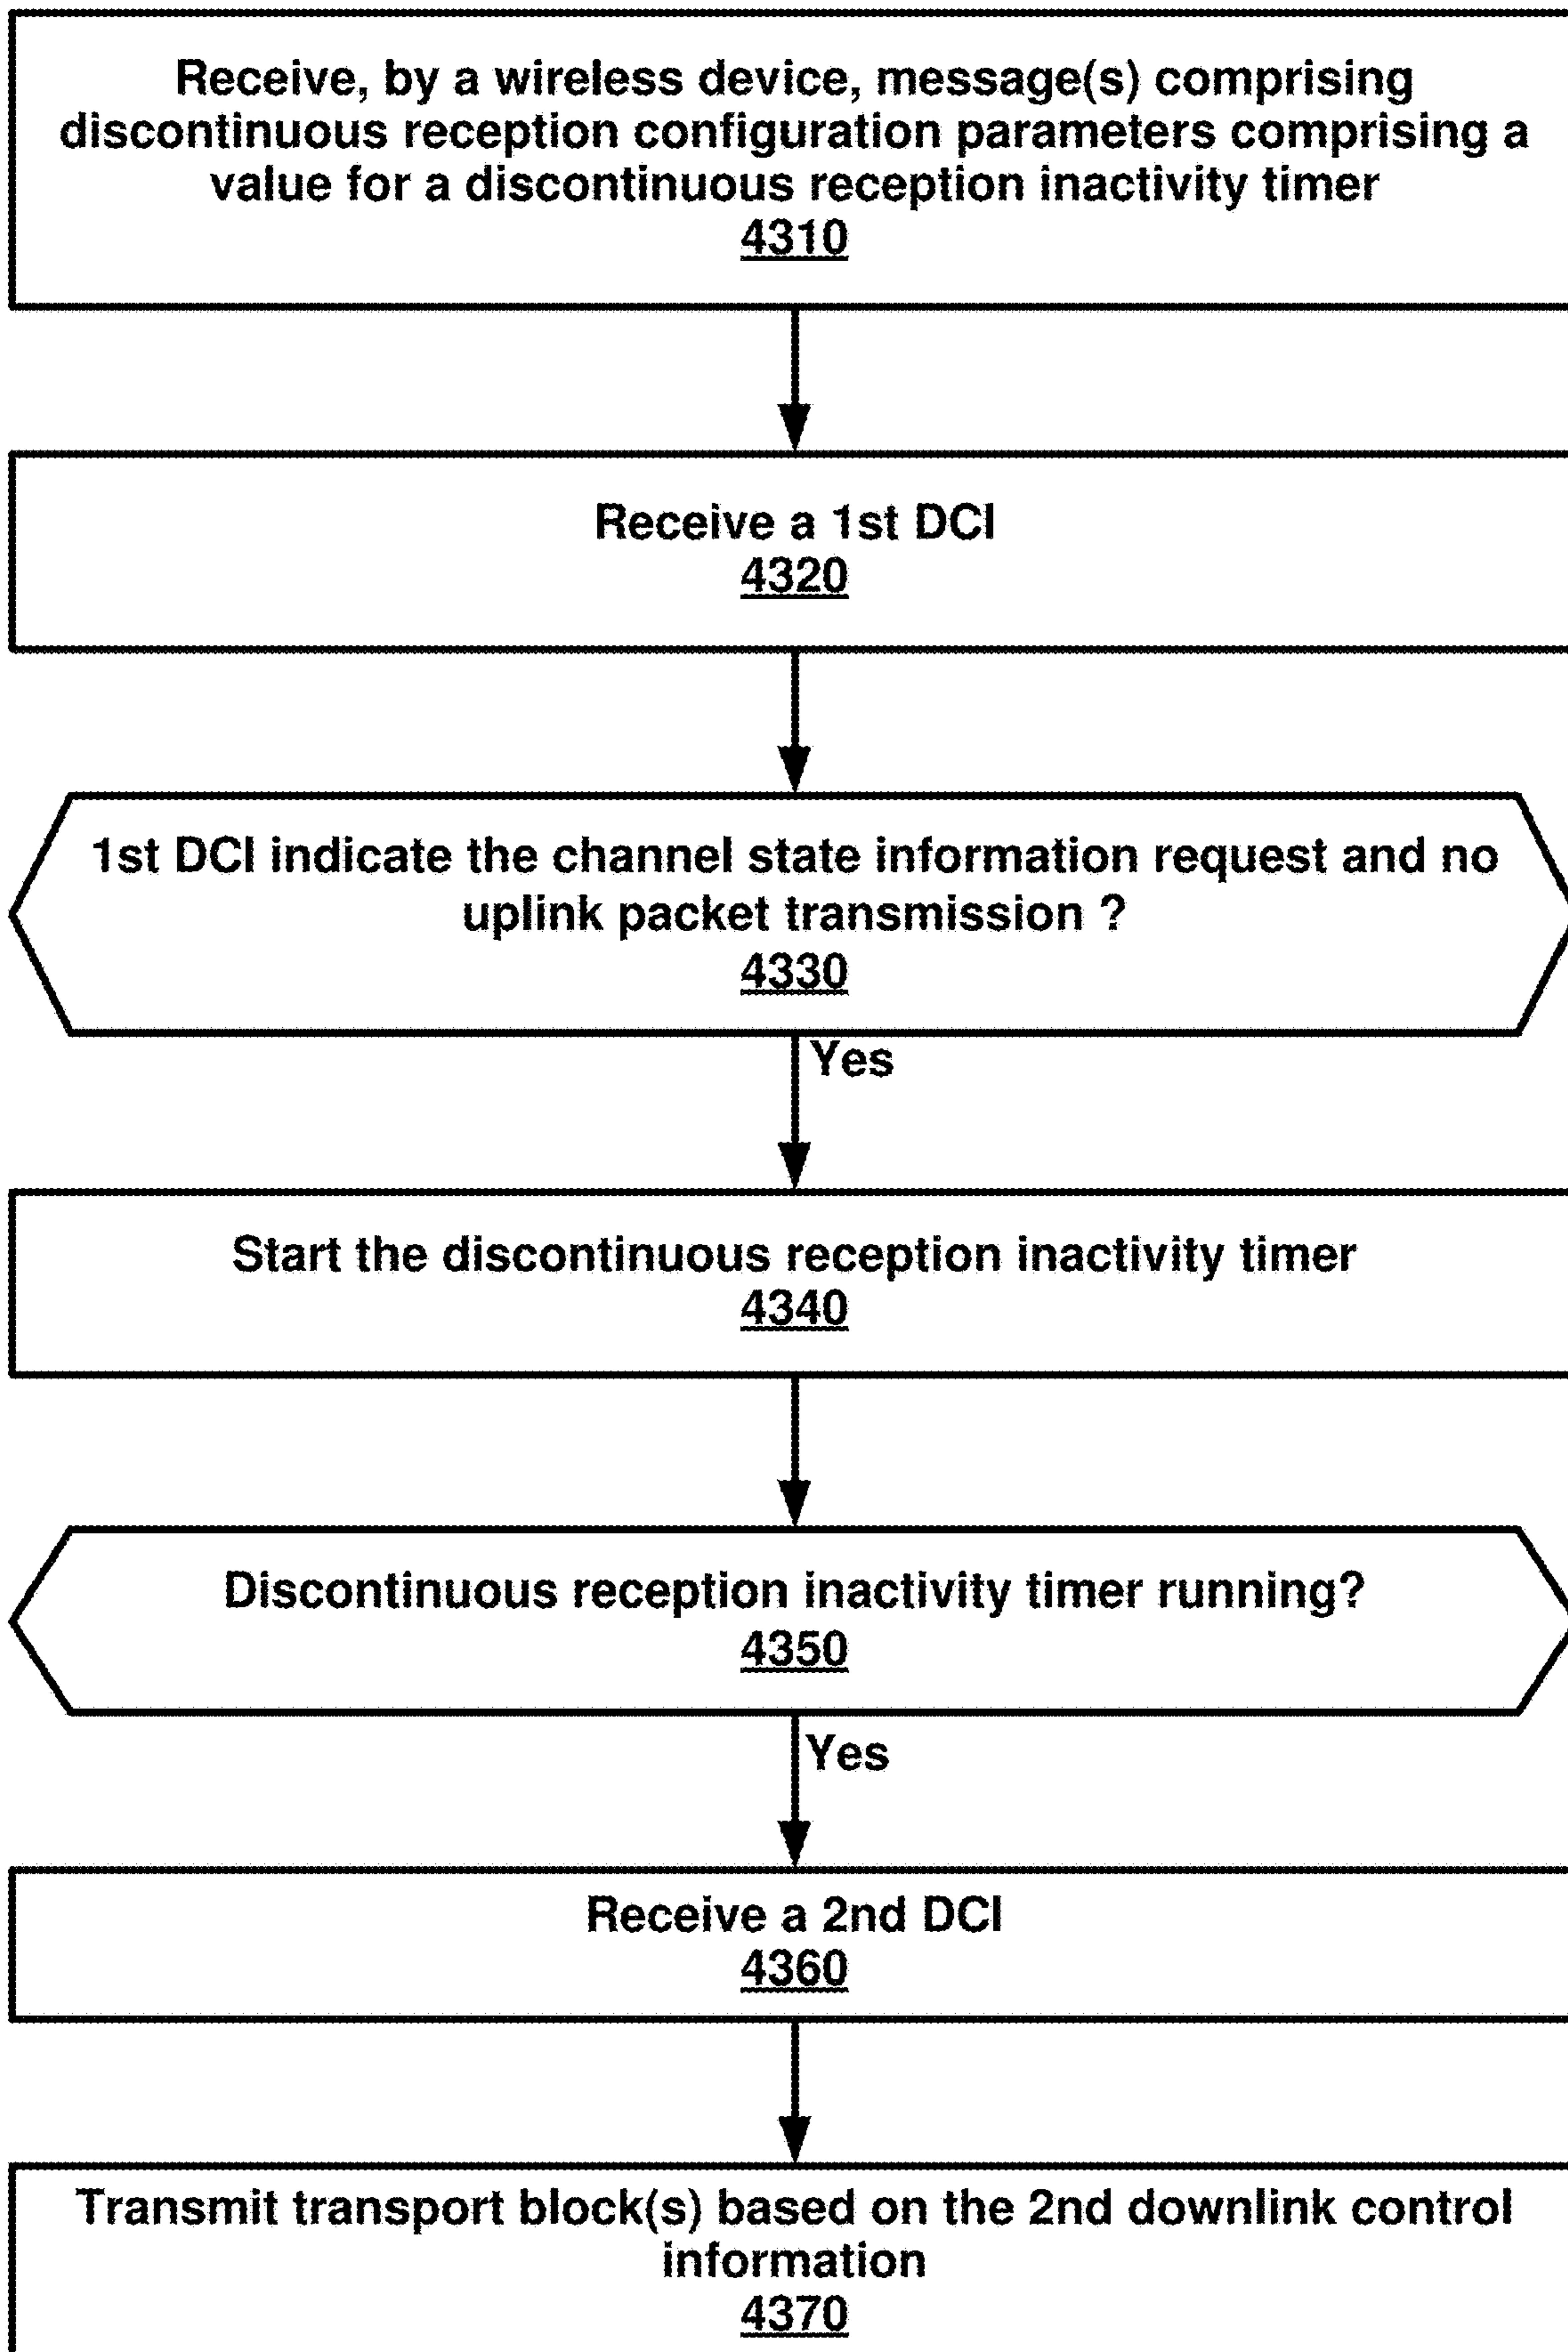 Receive, by a wireless device, message(s) comprising
discontinuous reception configuration parameters comprising a
value for a discontinuous reception inactivity timer
4310
Receive a 1st DCI
4320
1st DCI indicate the channel state information request and no
uplink packet transmission ?
4330
Yes
Start the discontinuous reception inactivity timer
4340
Discontinuous reception inactivity timer running?
4350
Yes
Receive a 2nd DCI
4360
Transmit transport block(s) based on the 2nd downlink control
information
4370